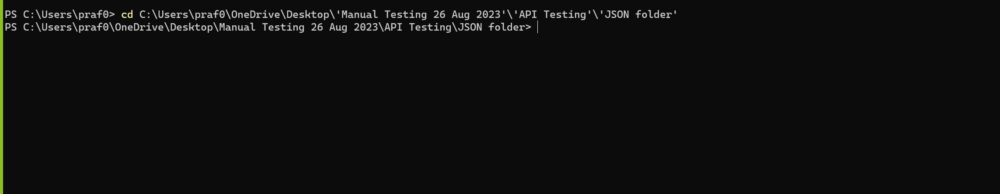 PS C:\Users\praf0> cd C:\Users\praf0\OneDrive\Desktop\'Manual Testing 26 Aug 2023'\'API Testing'\'JSON folder'
PS C:\Users\praf0\OneDrive\Desktop\Manual Testing 26 Aug 2023\API Testing\JSON folder>